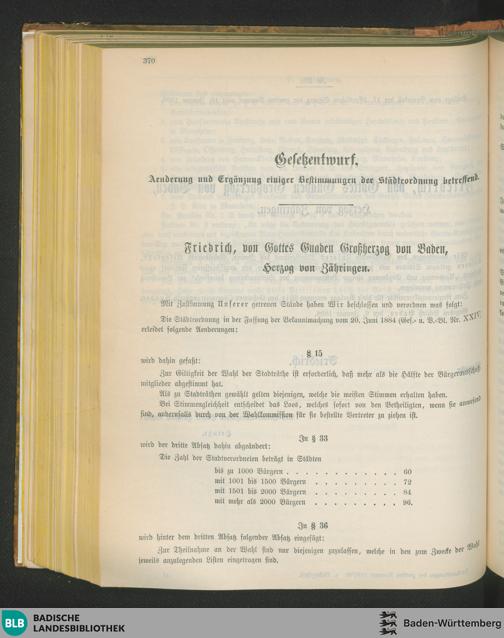 370
Gesetzentwurf,
Aenderung und Ergänzung einiger Bestimmungen der Städteordnung betreffend.
Friedrich, von Gottes Gnaden Großherzog von Baden,
Herzog von Zähringen.
Mit Zustimmung Unserer getreuen Stände haben Wir beschlossen und verordnen was folgt:
Die Städteordnung in der Fassung der Bekanntmachung vom 20. Juni 1884 (Ges.- u. V.-Bl. Nr. XXIV)
erleidet folgende Aenderungen:
§ 15
wird dahin gefaßt:
Zur Giltigkeit der Wahl der Stadträthe ist erforderlich, daß mehr als die Hälfte der Bürgerausschuß-
mitglieder abgestimmt hat.
Als zu Stadträthen gewählt gelten diejenigen, welche die meisten Stimmen erhalten haben.
Bei Stimmengleichheit entscheidet das Loos, welches sofort von den Betheiligten, wenn sie anwesend
sind, andernfalls durch von der Wahlkommission für sie bestellte Vertreter zu ziehen ist.
In § 33
wird der dritte Absatz dahin abgeändert:
Die Zahl der Stadtverordneten beträgt in Städten
bis zu 1000 Bürgern . . . . . . . . . . . . 60
mit 1001 bis 1500 Bürgern . . . . . . . . . 72
mit 1501 bis 2000 Bürgern . . . . . . . . . 84
mit mehr als 2000 Bürgern . . . . . . . . . 96.
In § 36
wird hinter dem dritten Absatz folgender Absatz eingefügt:
Zur Theilnahme an der Wahl sind nur diejenigen zuzulassen, welche in den zum Zwecke der Wahl
jeweils anzulegenden Listen eingetragen sind.
BLB BADISCHE
LANDESBIBLIOTHEK
Baden-Württemberg